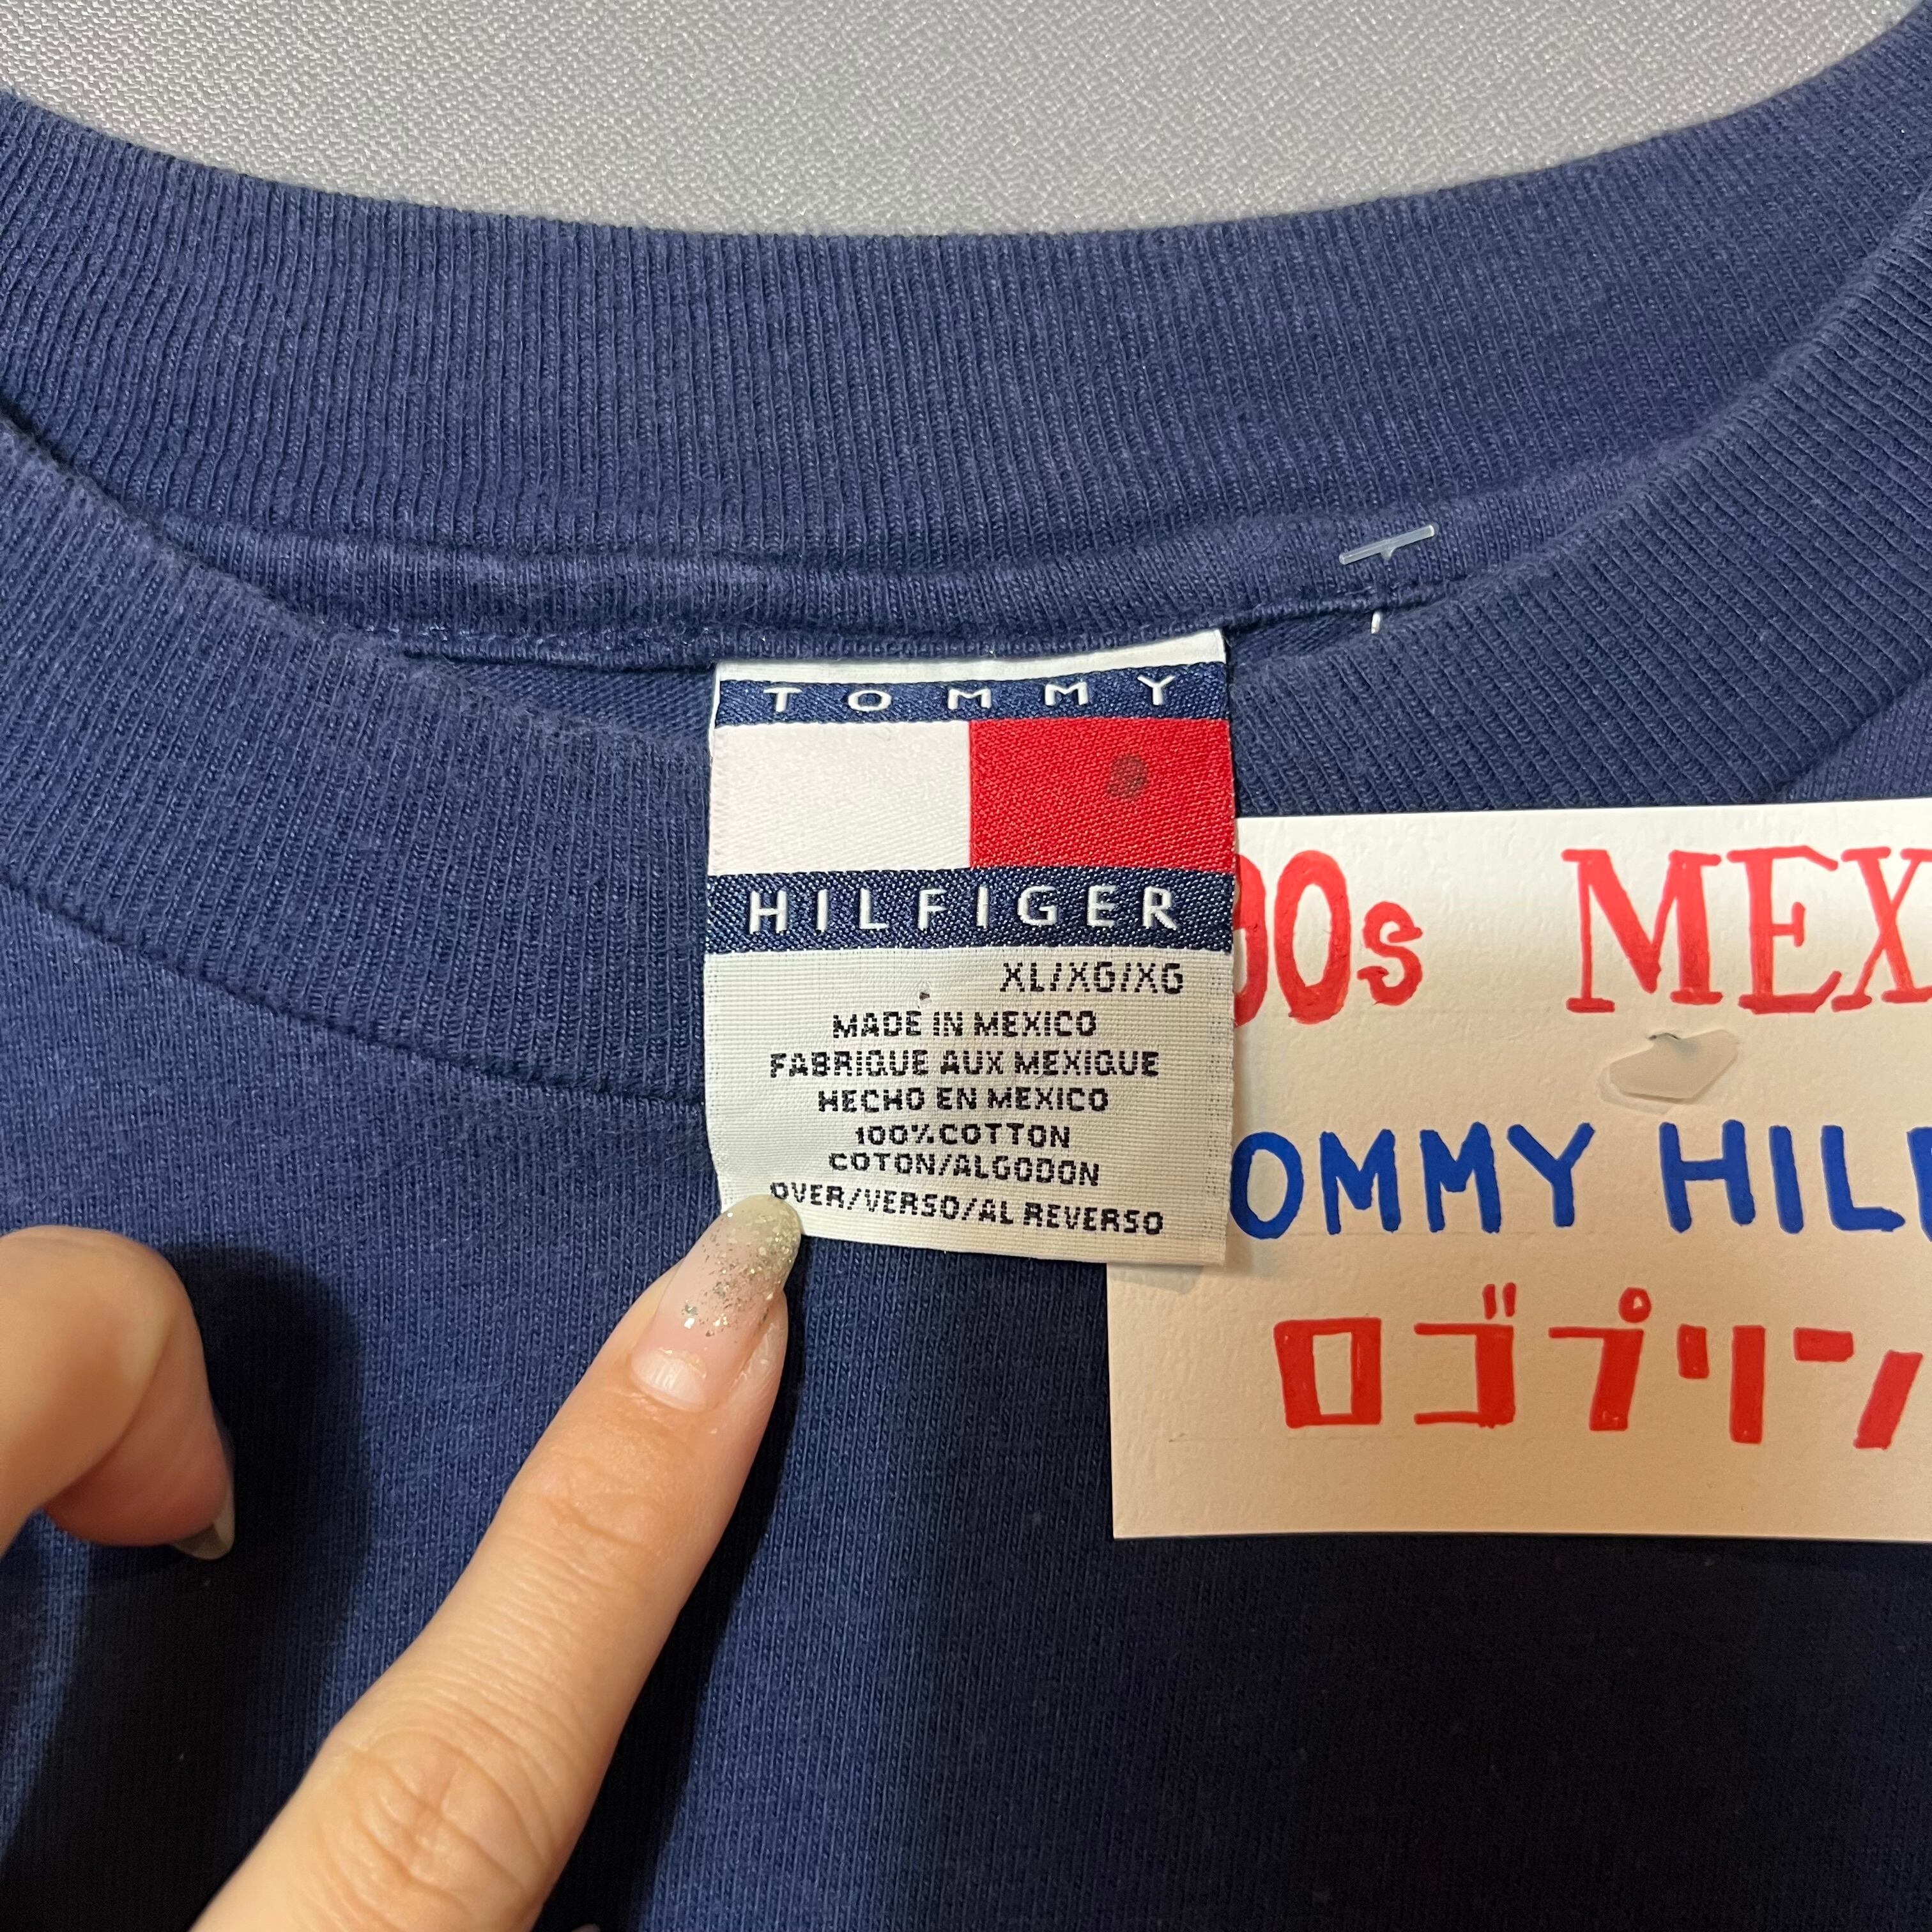 TOMMY
HILFIGER
XL/XG/XG
MADE IN MEXICO
FABRIQUE AUX MEXIQUE
HECHO EN MEXICO
100% COTTON
COTON/ALGODON
OVER/VERSO/AL REVERSO
90s MEX
OMMY HIL
ロゴプリン